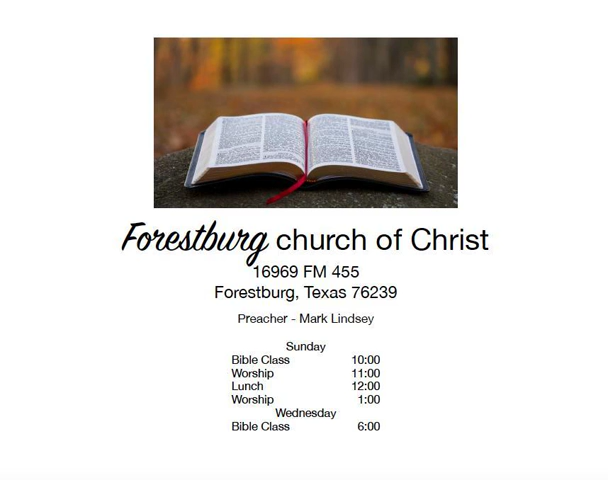 Forestburg church of Christ
16969 FM 455
Forestburg, Texas 76239
Preacher - Mark Lindsey
Sunday
Bible Class 10:00
Worship 11:00
Lunch 12:00
Worship 1:00
Wednesday
Bible Class 6:00